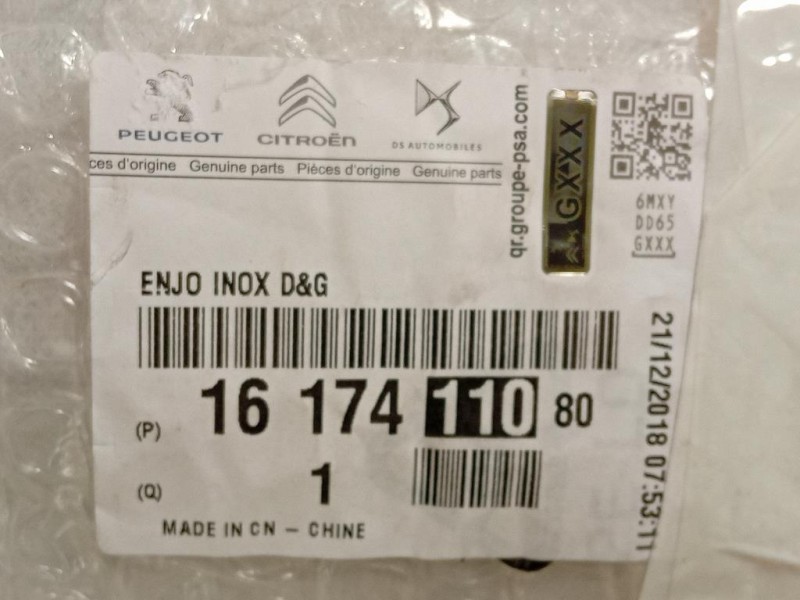 PEUGEOT CITROËN DS AUTOMOBILES
ces d'origine Genuine parts Pièces d'origine Genuine parts
qr.groupe-psa.com
GXXX
6MXY
DD65
GXXX
ENJO INOX D&G
(P) 16 174 110 80
(Q) 1
MADE IN CN - CHINE
21/12/2018 07:53:11